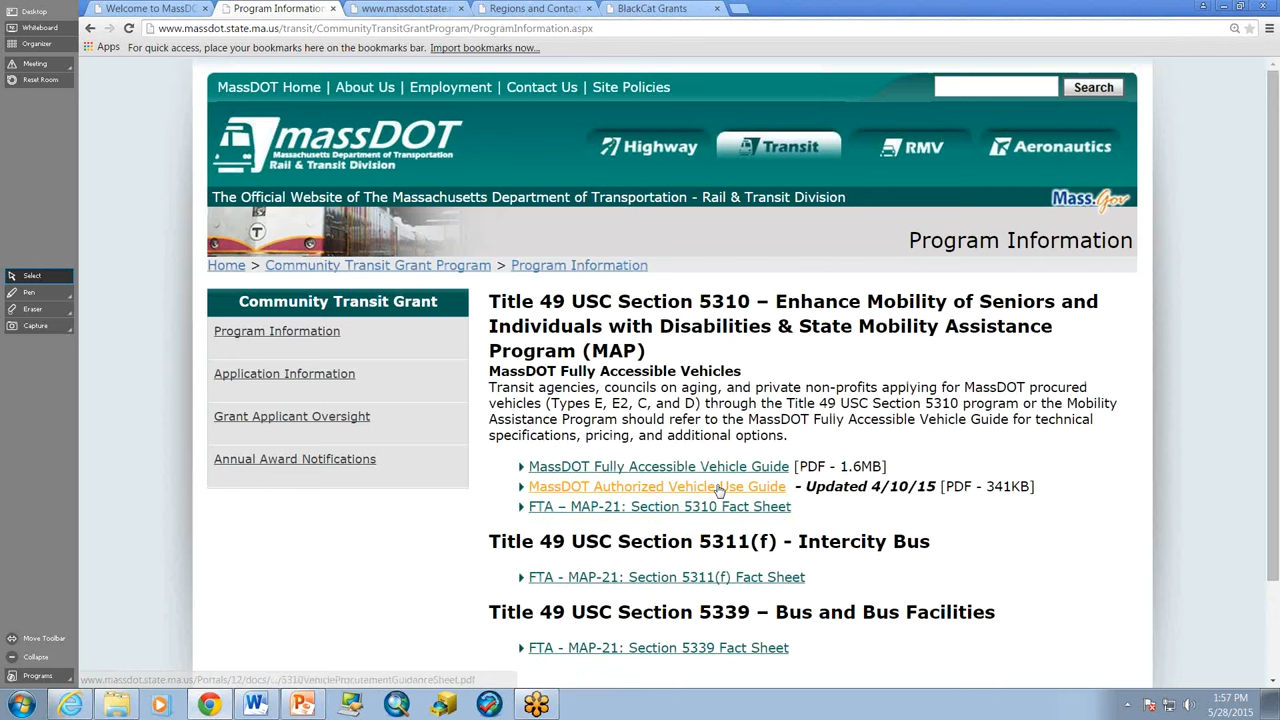 Desktop
Whiteboard
Organizer
Meeting
Reset Room
Select
Pen
Eraser
Capture
Move Toolbar
Collapse
Programs
Welcome to MassDO
Program Information
www.massdot.state.m
Regions and Contact
BlackCat Grants
www.massdot.state.ma.us/transit/CommunityTransitGrantProgram/ProgramInformation.aspx
Apps For quick access, place your bookmarks here on the bookmarks bar. Import bookmarks now...
MassDOT Home | About Us | Employment | Contact Us | Site Policies
Search
massDOT
Massachusetts Department of Transportation
Rail & Transit Division
Highway
Transit
RMV
Aeronautics
The Official Website of The Massachusetts Department of Transportation - Rail & Transit Division
Mass.Gov
T
Program Information
Home > Community Transit Grant Program > Program Information
Community Transit Grant
Program Information
Application Information
Grant Applicant Oversight
Annual Award Notifications
Title 49 USC Section 5310 – Enhance Mobility of Seniors and
Individuals with Disabilities & State Mobility Assistance
Program (MAP)
MassDOT Fully Accessible Vehicles
Transit agencies, councils on aging, and private non-profits applying for MassDOT procured
vehicles (Types E, E2, C, and D) through the Title 49 USC Section 5310 program or the Mobility
Assistance Program should refer to the MassDOT Fully Accessible Vehicle Guide for technical
specifications, pricing, and additional options.
MassDOT Fully Accessible Vehicle Guide [PDF - 1.6MB]
MassDOT Authorized Vehicle Use Guide - Updated 4/10/15 [PDF - 341KB]
FTA – MAP-21: Section 5310 Fact Sheet
Title 49 USC Section 5311(f) - Intercity Bus
FTA - MAP-21: Section 5311(f) Fact Sheet
Title 49 USC Section 5339 – Bus and Bus Facilities
FTA - MAP-21: Section 5339 Fact Sheet
www.massdot.state.ma.us/Portals/12/docs/.../5310VehicleProcutementGuidanceSheet.pdf
1:57 PM
5/28/2015